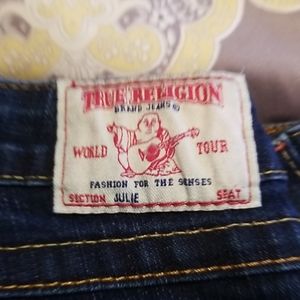 TRUE RELIGION
BRAND JEANS ®
WORLD TOUR
FASHION FOR THE SENSES
SECTION JULIE SEAT